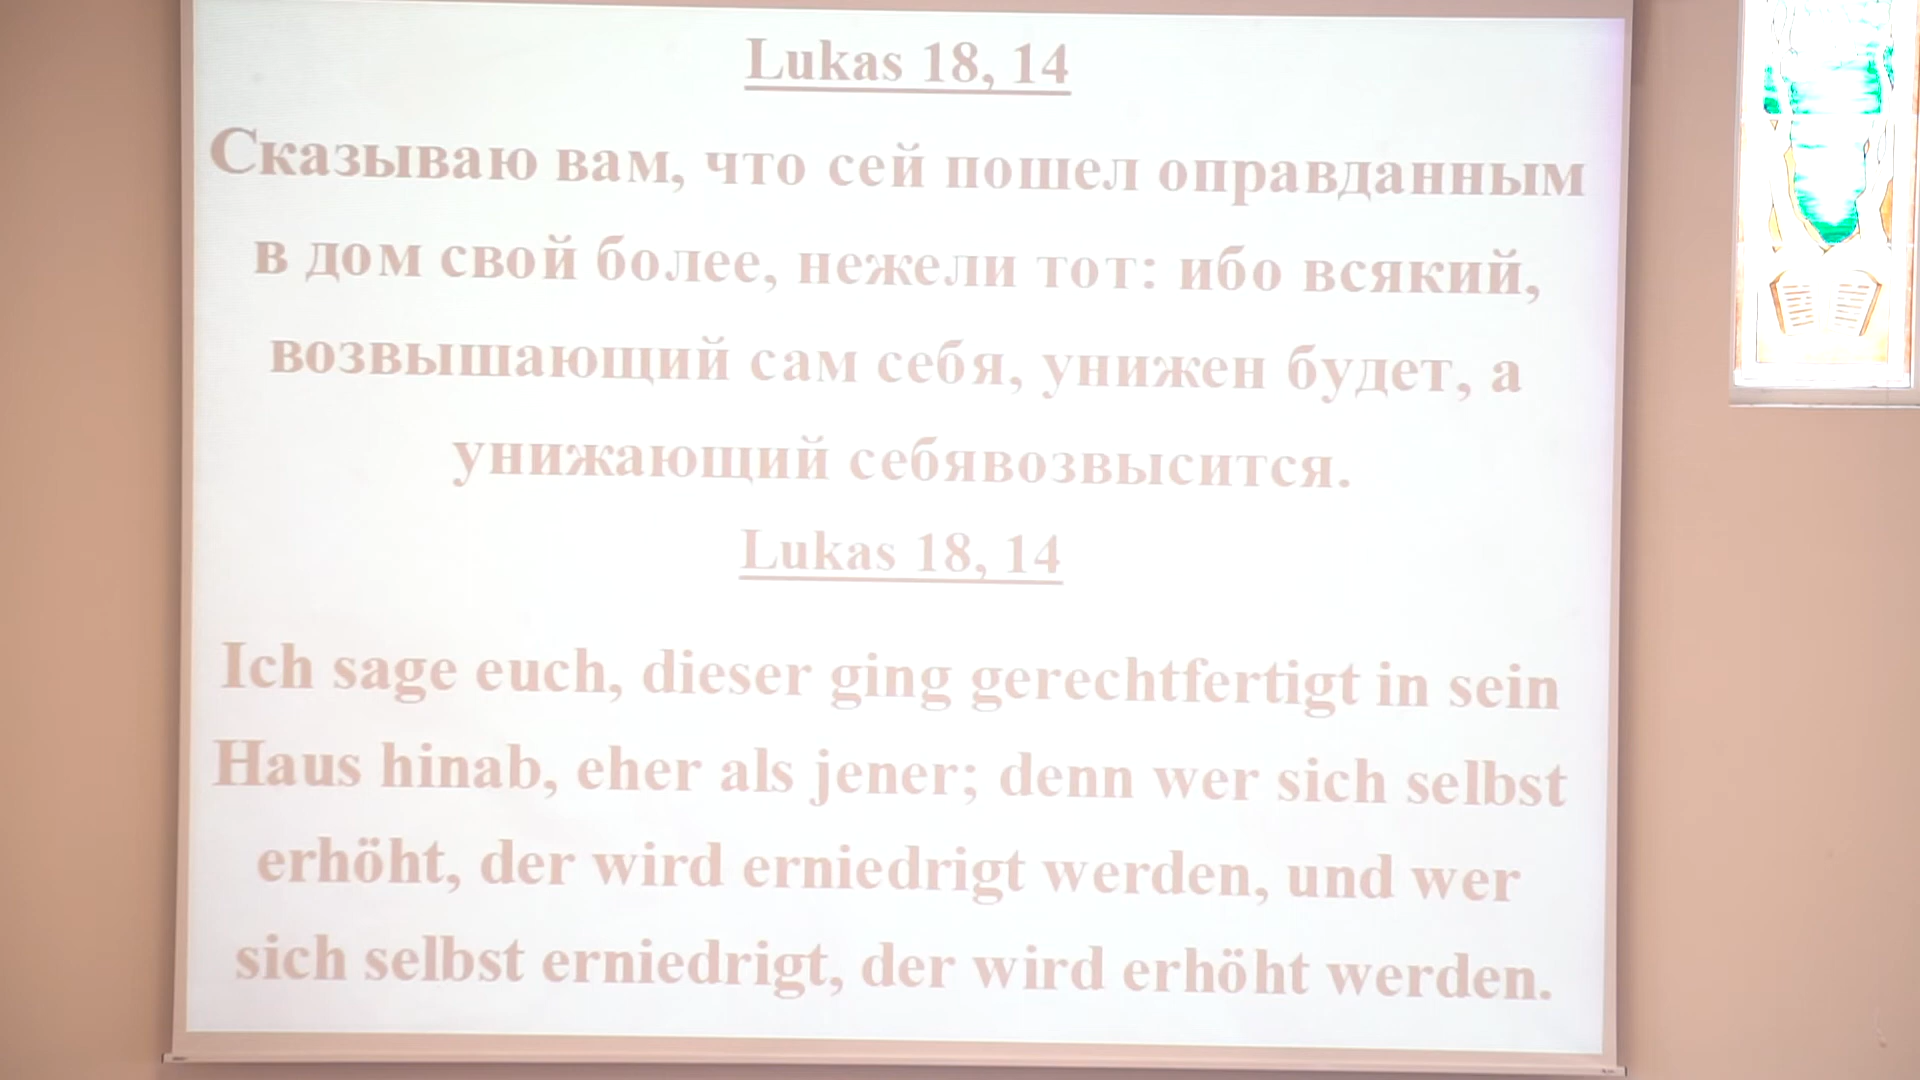 Lukas 18, 14
Сказываю вам, что сей пошел оправданным
в дом свой более, нежели тот: ибо всякий,
возвышающий сам себя, унижен будет, а
унижающий себявозвысится.
Lukas 18, 14
Ich sage euch, dieser ging gerechtfertigt in sein
Haus hinab, eher als jener; denn wer sich selbst
erhöht, der wird erniedrigt werden, und wer
sich selbst erniedrigt, der wird erhöht werden.